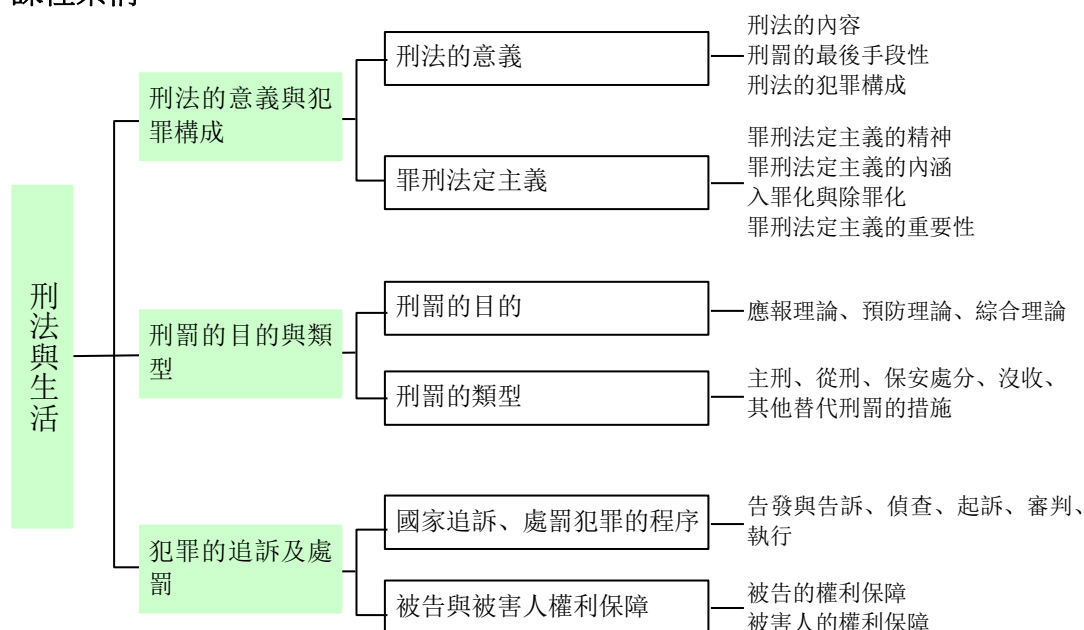 刑法與生活
刑法的意義與犯
罪構成
刑法的意義
刑法的內容
刑罰的最後手段性
刑法的犯罪構成
罪刑法定主義
罪刑法定主義的精神
罪刑法定主義的內涵
入罪化與除罪化
罪刑法定主義的重要性
刑罰的目的與類
型
刑罰的目的
應報理論、預防理論、綜合理論
刑罰的類型
主刑、從刑、保安處分、沒收、
其他替代刑罰的措施
犯罪的追訴及處
罰
國家追訴、處罰犯罪的程序
告發與告訴、偵查、起訴、審判、
執行
被告與被害人權利保障
被告的權利保障
被害人的權利保障